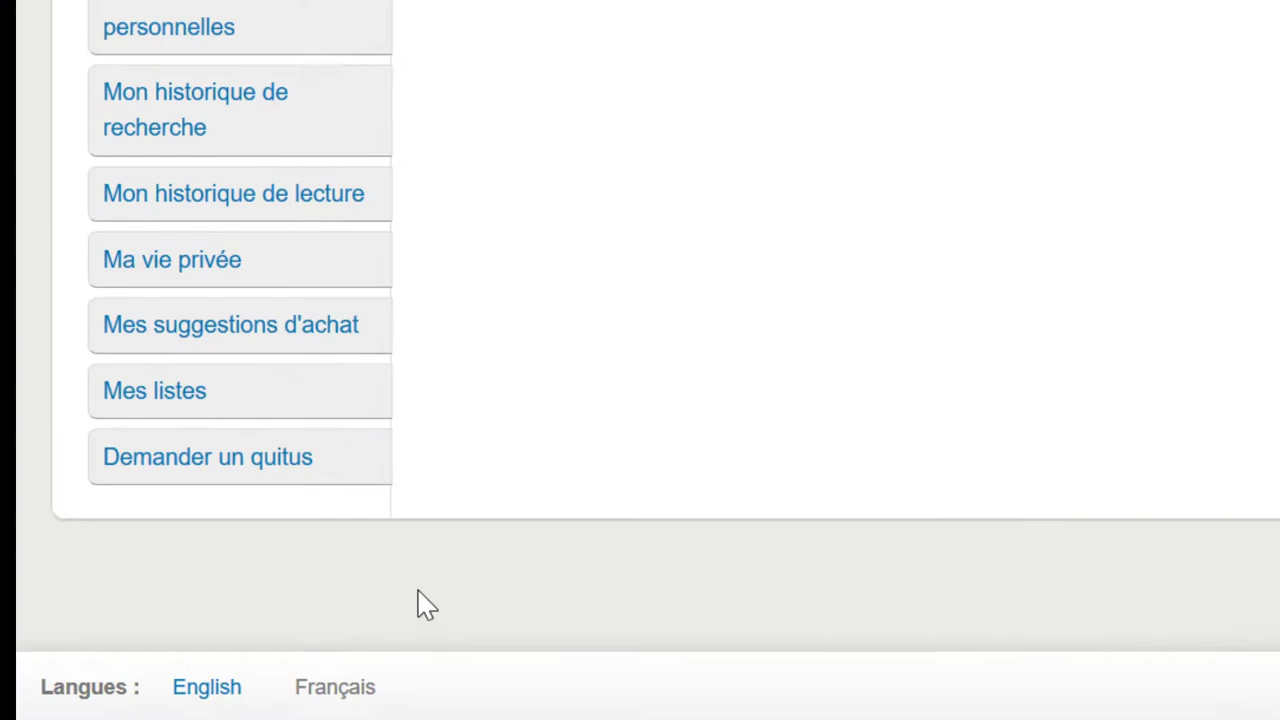 personnelles
Mon historique de
recherche
Mon historique de lecture
Ma vie privée
Mes suggestions d'achat
Mes listes
Demander un quitus
Langues : English Français